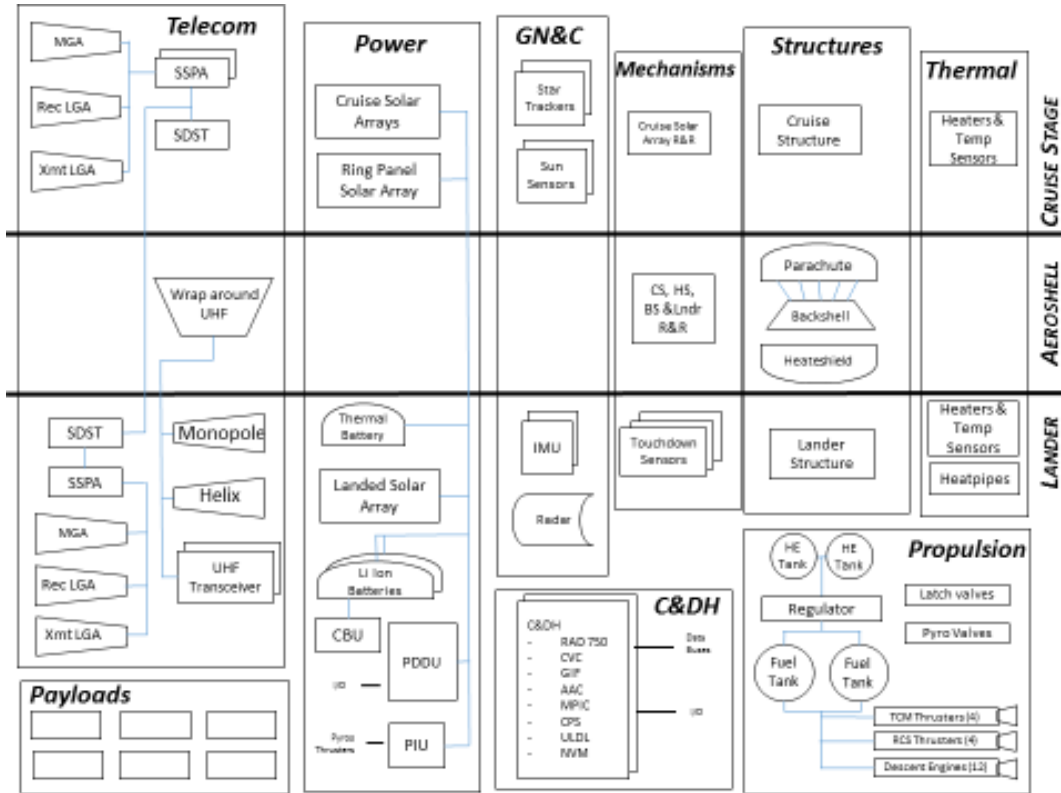 Telecom
MGA
SSPA
Rec LGA
SDST
Xmt LGA
Power
Cruise Solar
Arrays
Ring Panel
Solar Array
GN&C
Star
Trackers
Sun
Sensors
Mechanisms
Cruise Solar
Array R&R
Structures
Cruise
Structure
Thermal
Heaters &
Temp
Sensors
CRUISE STAGE
Wrap around
UHF
CS, HS,
BS &Lndr
R&R
Parachute
Backshell
Heateshield
AEROSHELL
SDST
Monopole
SSPA
Helix
MGA
Rec LGA
UHF
Transceiver
Xmt LGA
Thermal
Battery
Landed Solar
Array
Li Ion
Batteries
CBU
PDDU
I/O
Pyros
Thrusters
PIU
IMU
Radar
Touchdown
Sensors
Lander
Structure
Heaters &
Temp
Sensors
Heatpipes
LANDER
Payloads
C&DH
C&DH
- RAD 750
- CVC
- GIF
- AAC
- MPIC
- CPS
- ULDL
- NVM
Data
Buses
I/O
Propulsion
HE
Tank
HE
Tank
Regulator
Latch valves
Pyro Valves
Fuel
Tank
Fuel
Tank
TCM Thrusters (4)
RCS Thrusters (4)
Descent Engines (12)